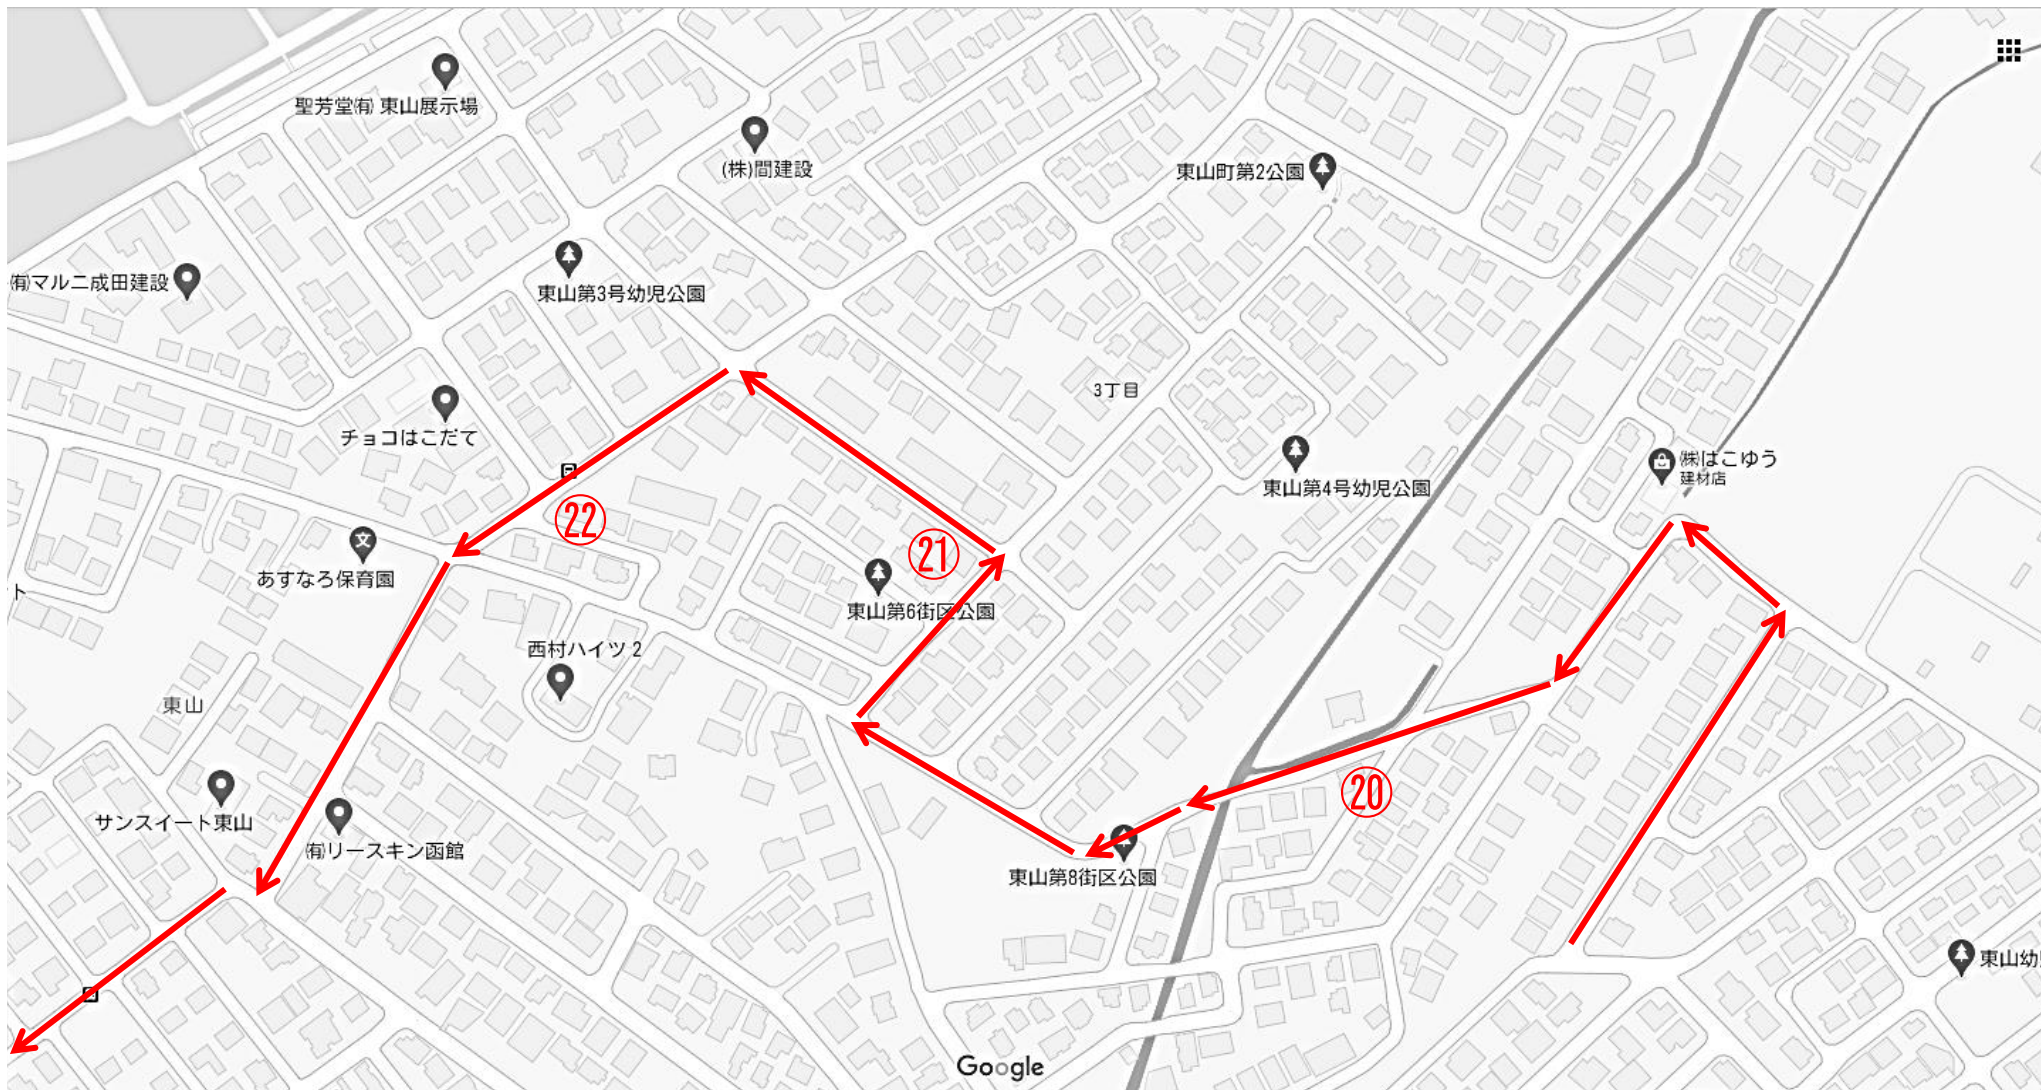 聖芳堂㈲ 東山展示場
(株)間建設
東山町第2公園
㈲マルニ成田建設
東山第3号幼児公園
3丁目
チョコはこだて
㈱はこゆう
建材店
東山第4号幼児公園
㉒
㉑
あすなろ保育園
ト
東山第6街区公園
西村ハイツ 2
東山
⑳
サンスイート東山
㈲リースキン函館
東山第8街区公園
東山幼
Google